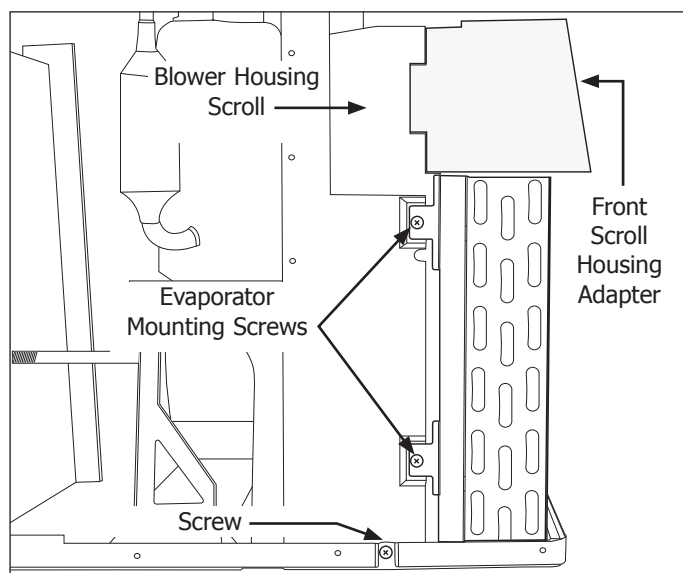 Blower Housing
Scroll
Front
Scroll
Housing
Adapter
Evaporator
Mounting Screws
Screw